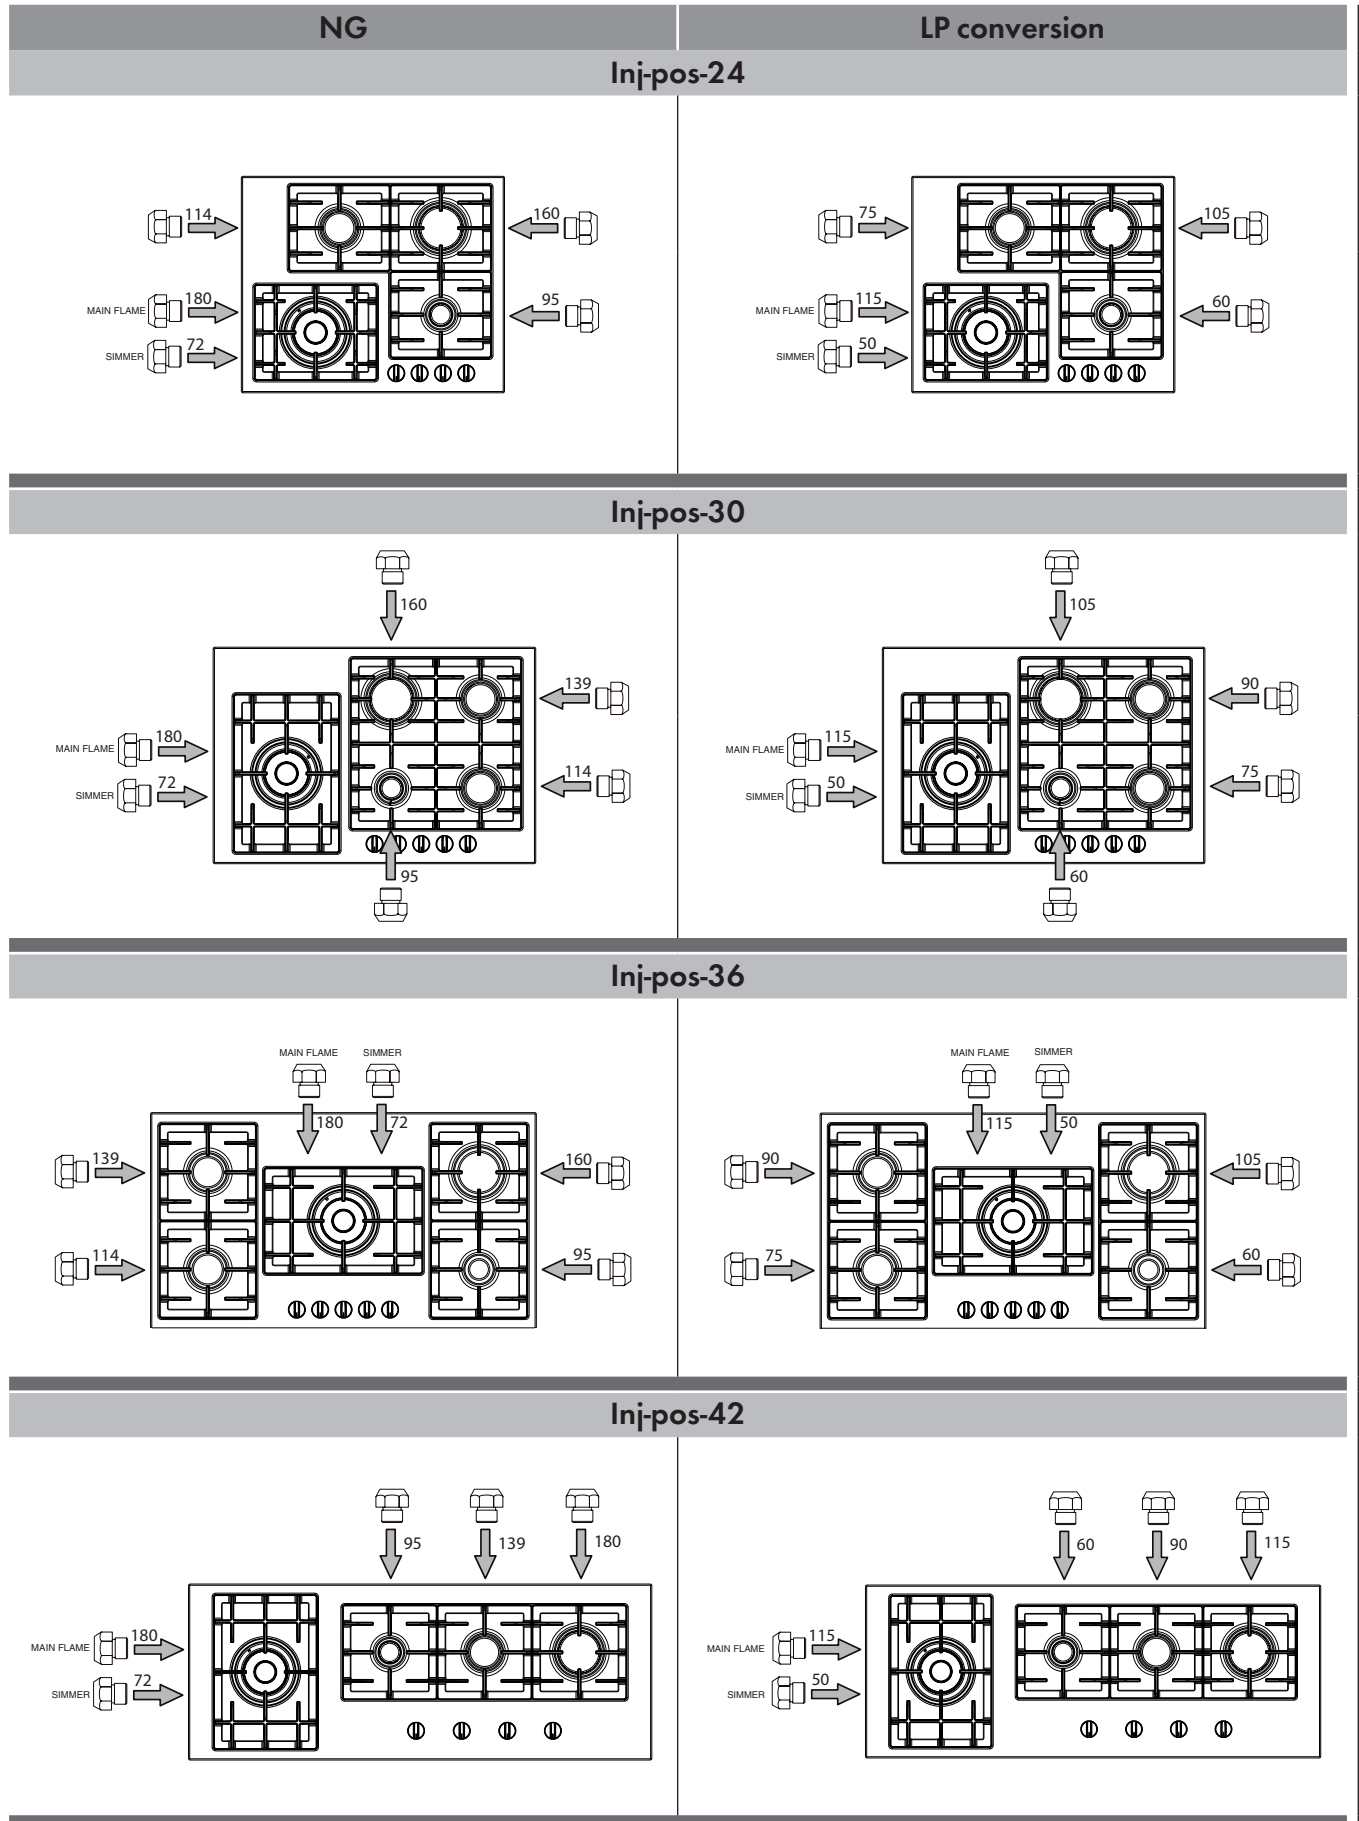 NG LP conversion
Inj-pos-24
114 160 75 105
MAIN FLAME 180 95 MAIN FLAME 115 60
SIMMER 72 SIMMER 50
Inj-pos-30
160 105
139 90
MAIN FLAME 180 MAIN FLAME 115
114 75
SIMMER 72 SIMMER 50
95 60
Inj-pos-36
MAIN FLAME SIMMER MAIN FLAME SIMMER
180 72 115 50
139 160 90 105
114 95 75 60
Inj-pos-42
95 139 180 60 90 115
MAIN FLAME 180 MAIN FLAME 115
SIMMER 72 SIMMER 50